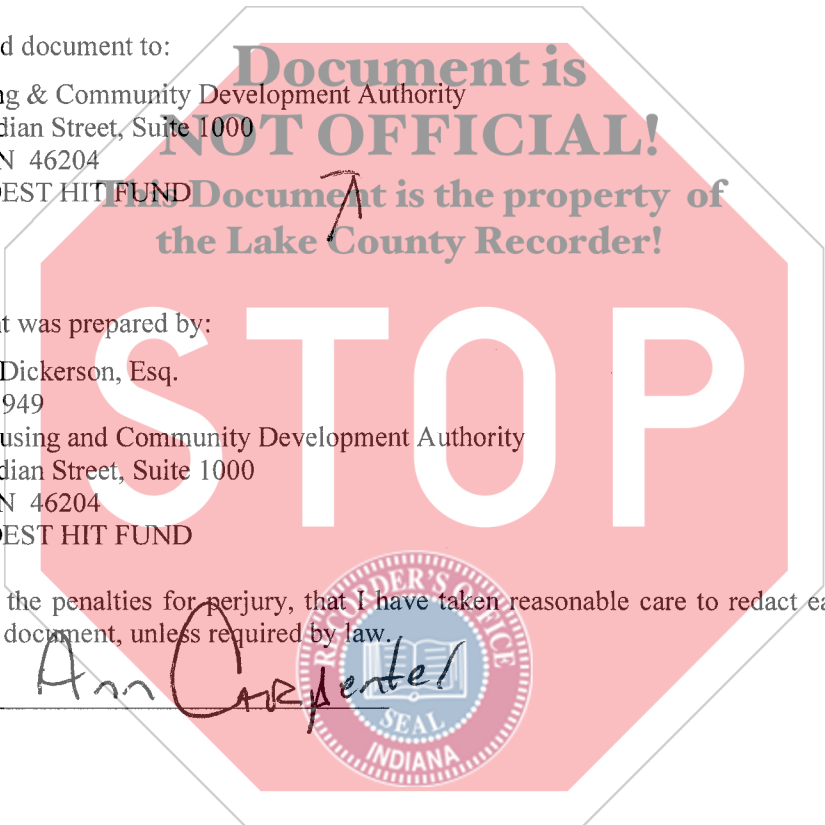 d document to:
Document is
ng & Community Development Authority
dian Street, Suite 1000
NOT OFFICIAL!
N 46204
DEST HIT FUND
This Document is the property of
the Lake County Recorder!
t was prepared by:
Dickerson, Esq.
949
using and Community Development Authority
dian Street, Suite 1000
N 46204
DEST HIT FUND
STOP
the penalties for perjury, that I have taken reasonable care to redact ea
document, unless required by law.
Ann Carpenter
RECORDER'S OFFICE
SEAL
INDIANA